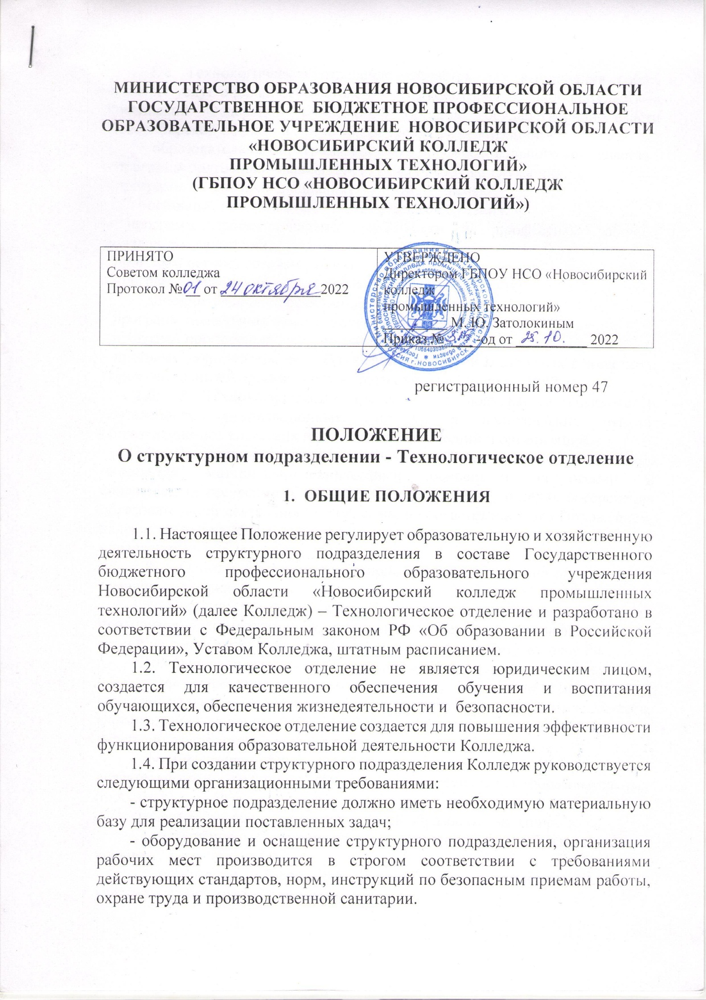 МИНИСТЕРСТВО ОБРАЗОВАНИЯ НОВОСИБИРСКОЙ ОБЛАСТИ
ГОСУДАРСТВЕННОЕ БЮДЖЕТНОЕ ПРОФЕССИОНАЛЬНОЕ
ОБРАЗОВАТЕЛЬНОЕ УЧРЕЖДЕНИЕ НОВОСИБИРСКОЙ ОБЛАСТИ
«НОВОСИБИРСКИЙ КОЛЛЕДЖ
ПРОМЫШЛЕННЫХ ТЕХНОЛОГИЙ»
(ГБПОУ НСО «НОВОСИБИРСКИЙ КОЛЛЕДЖ
ПРОМЫШЛЕННЫХ ТЕХНОЛОГИЙ»)
ПРИНЯТО
Советом колледжа
Протокол № 01 от 24 октября 2022
УТВЕРЖДЕНО
Директором ГБПОУ НСО «Новосибирский
колледж
промышленных технологий»
М. Ю. Затолокиным
Приказ № -од от 25.10. 2022
регистрационный номер 47
ПОЛОЖЕНИЕ
О структурном подразделении - Технологическое отделение
1. ОБЩИЕ ПОЛОЖЕНИЯ
1.1. Настоящее Положение регулирует образовательную и хозяйственную
деятельность структурного подразделения в составе Государственного
бюджетного профессионального образовательного учреждения
Новосибирской области «Новосибирский колледж промышленных
технологий» (далее Колледж) – Технологическое отделение и разработано в
соответствии с Федеральным законом РФ «Об образовании в Российской
Федерации», Уставом Колледжа, штатным расписанием.
1.2. Технологическое отделение не является юридическим лицом,
создается для качественного обеспечения обучения и воспитания
обучающихся, обеспечения жизнедеятельности и безопасности.
1.3. Технологическое отделение создается для повышения эффективности
функционирования образовательной деятельности Колледжа.
1.4. При создании структурного подразделения Колледж руководствуется
следующими организационными требованиями:
- структурное подразделение должно иметь необходимую материальную
базу для реализации поставленных задач;
- оборудование и оснащение структурного подразделения, организация
рабочих мест производится в строгом соответствии с требованиями
действующих стандартов, норм, инструкций по безопасным приемам работы,
охране труда и производственной санитарии.